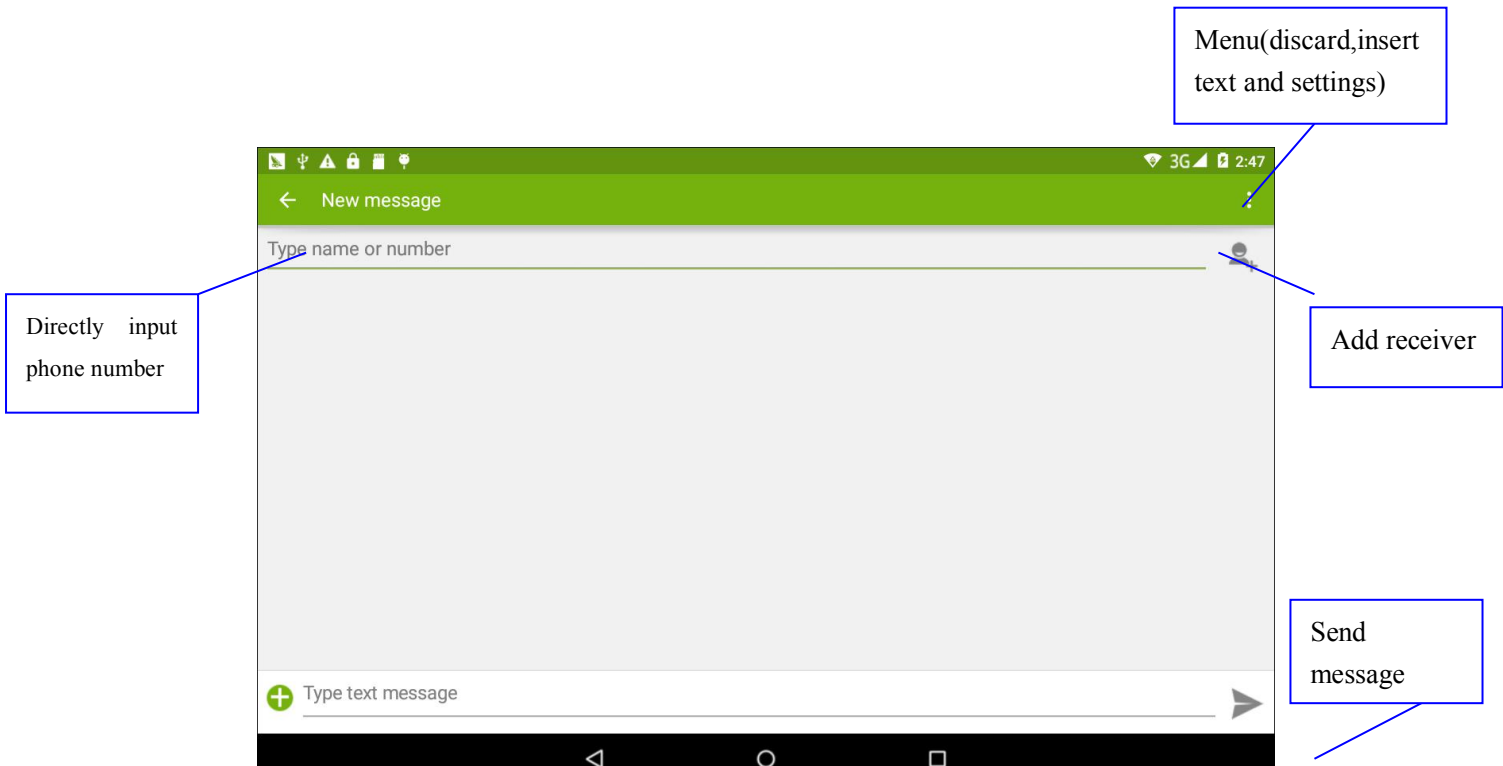 Menu(discard,insert
text and settings)
3G 2:47
New message
Type name or number
Directly input
phone number
Add receiver
Send
message
Type text message